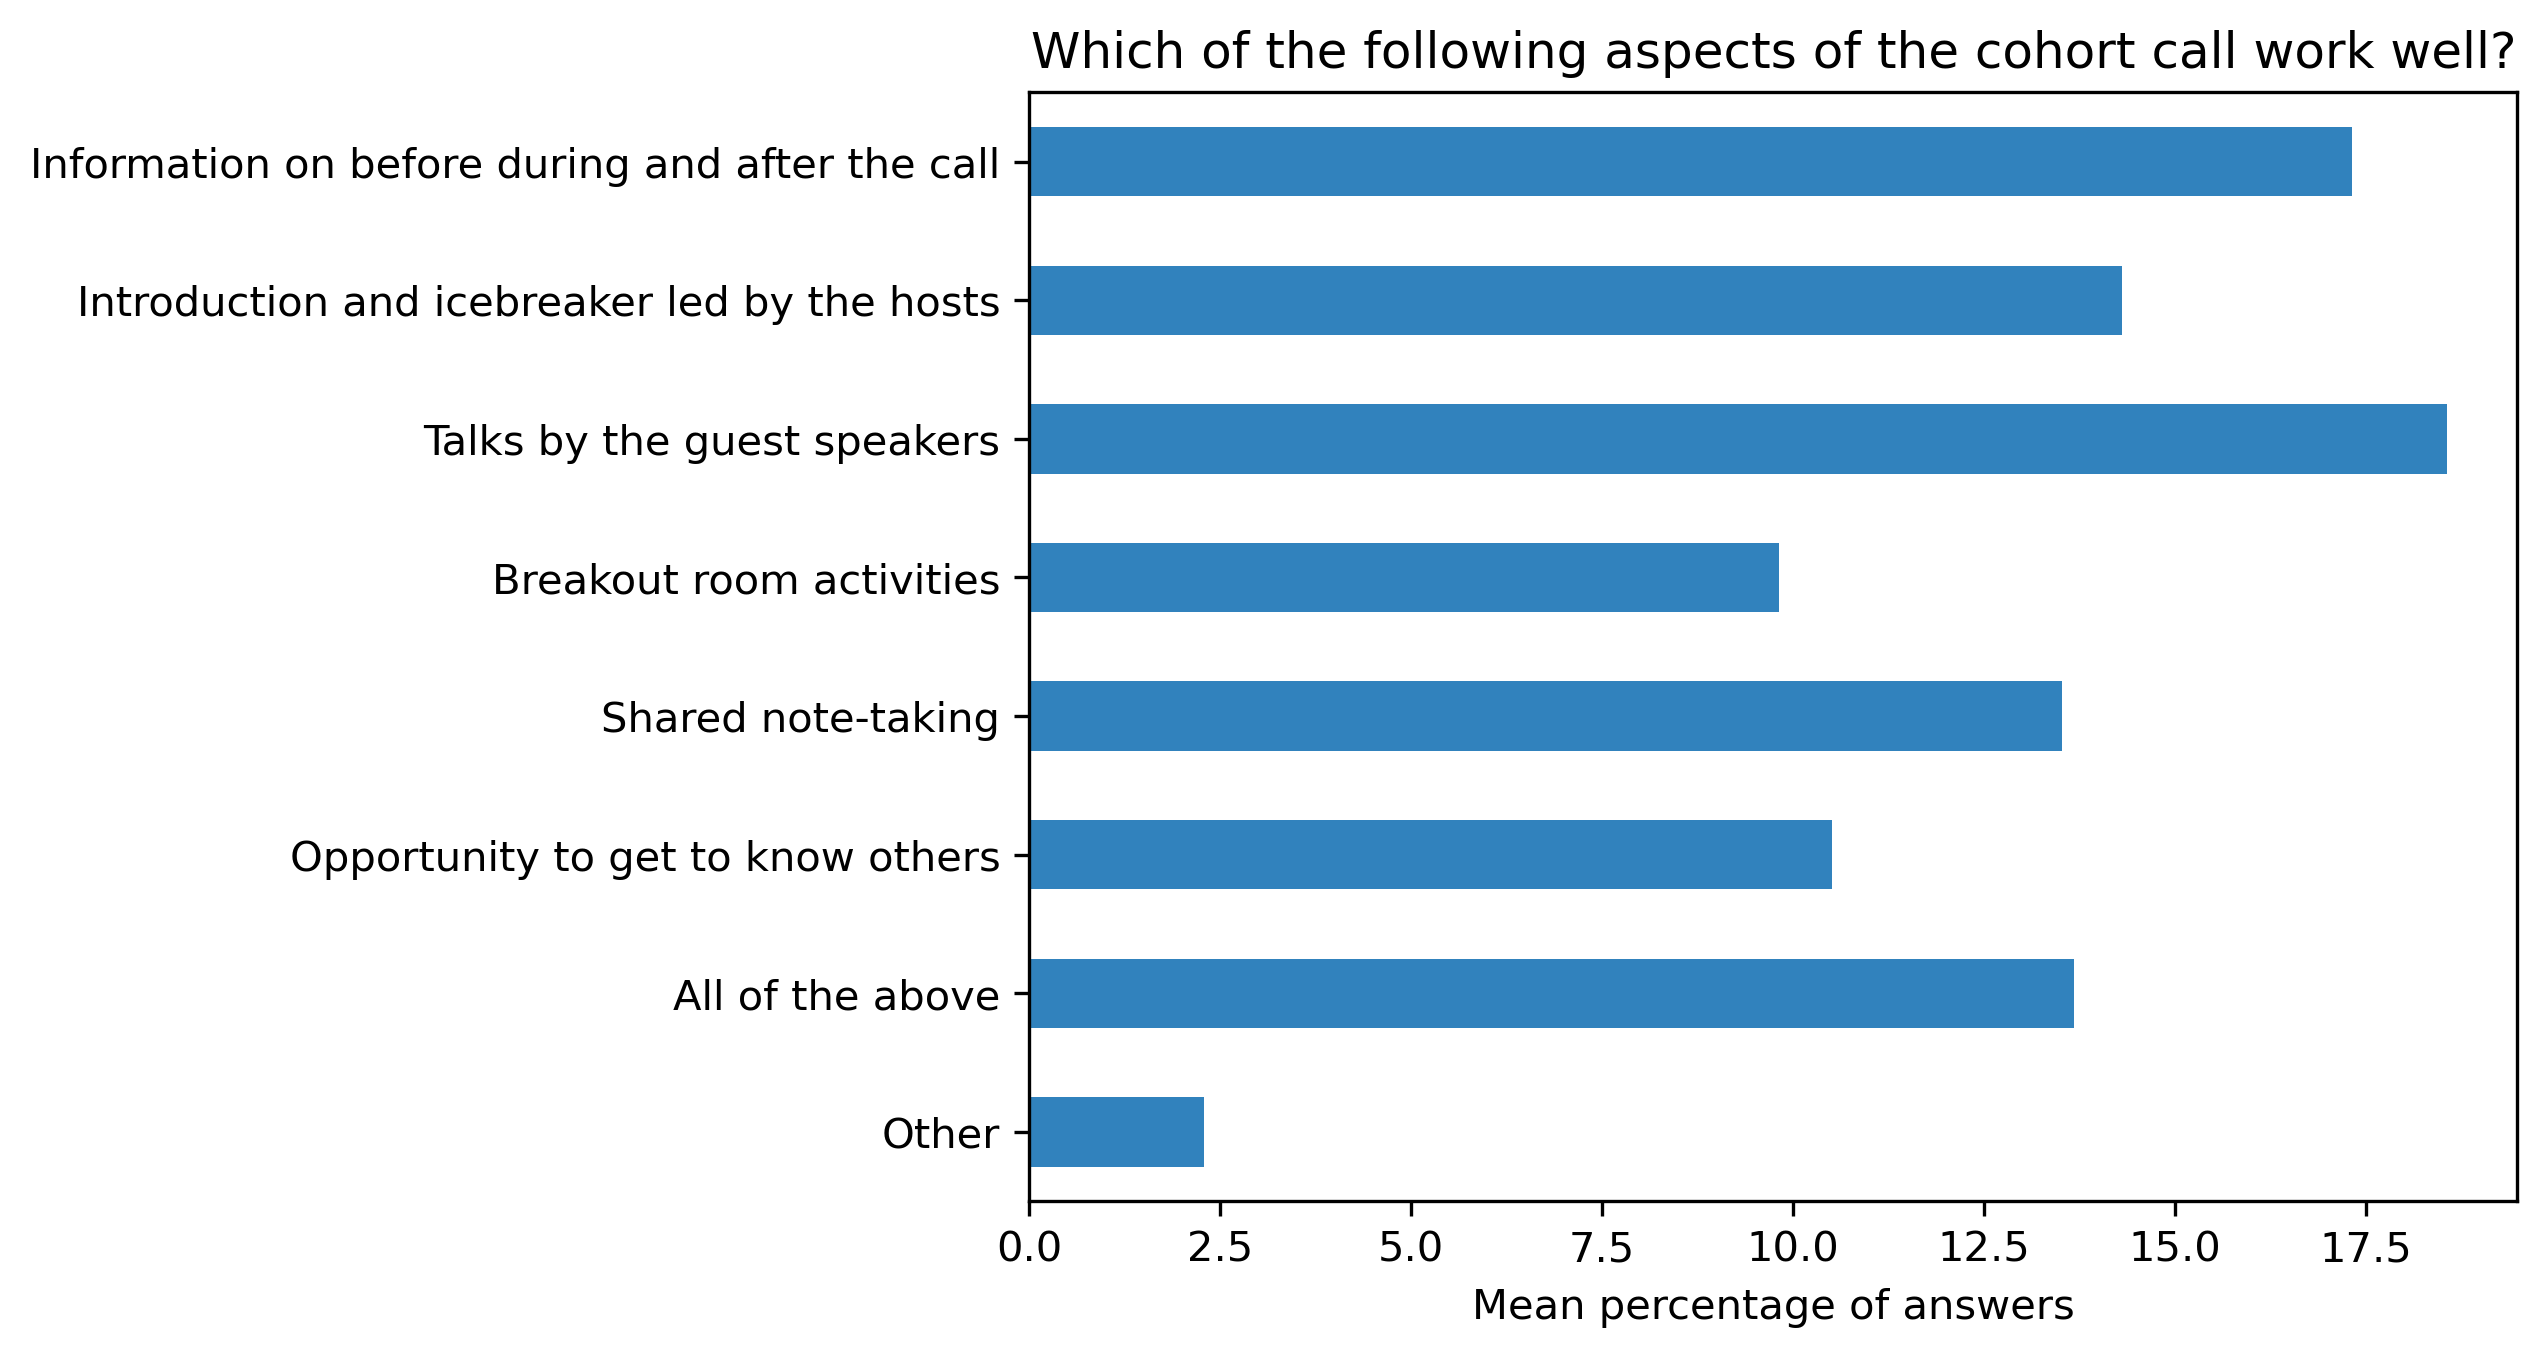 Which of the following aspects of the cohort call work well?
Information on before during and after the call
Introduction and icebreaker led by the hosts
Talks by the guest speakers
Breakout room activities
Shared note-taking
Opportunity to get to know others
All of the above
Other
0.0 2.5 5.0 7.5 10.0 12.5 15.0 17.5
Mean percentage of answers